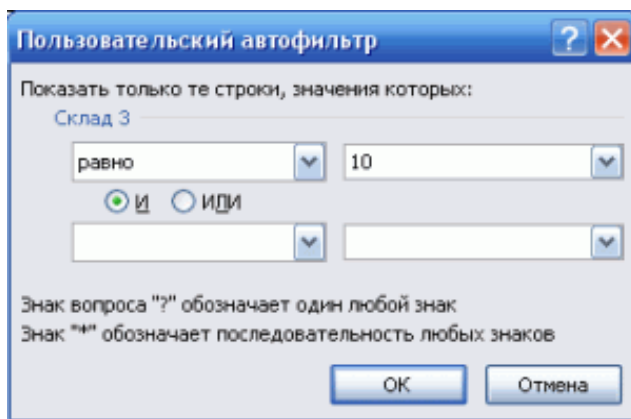 Пользовательский автофильтр
Показать только те строки, значения которых:
Склад 3
равно 10
И ИЛИ
Знак вопроса "?" обозначает один любой знак
Знак "*" обозначает последовательность любых знаков
ОК Отмена